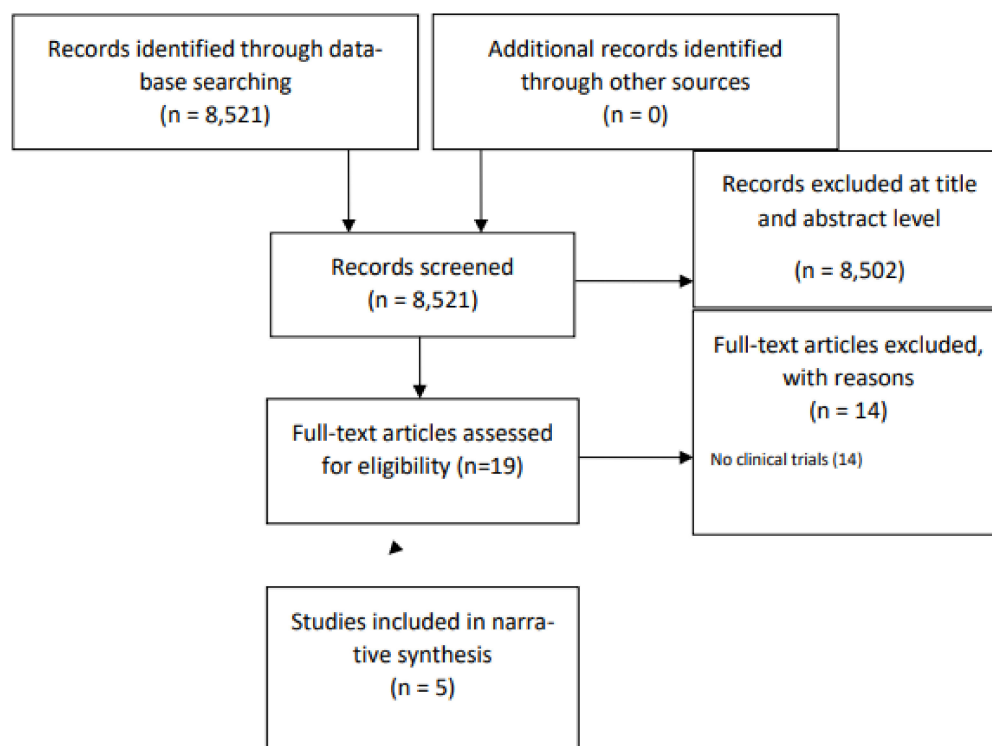 Records identified through data-
base searching
(n = 8,521)
Additional records identified
through other sources
(n = 0)
Records excluded at title
and abstract level
(n = 8,502)
Records screened
(n = 8,521)
Full-text articles excluded,
with reasons
(n = 14)
No clinical trials (14)
Full-text articles assessed
for eligibility (n=19)
Studies included in narra-
tive synthesis
(n = 5)